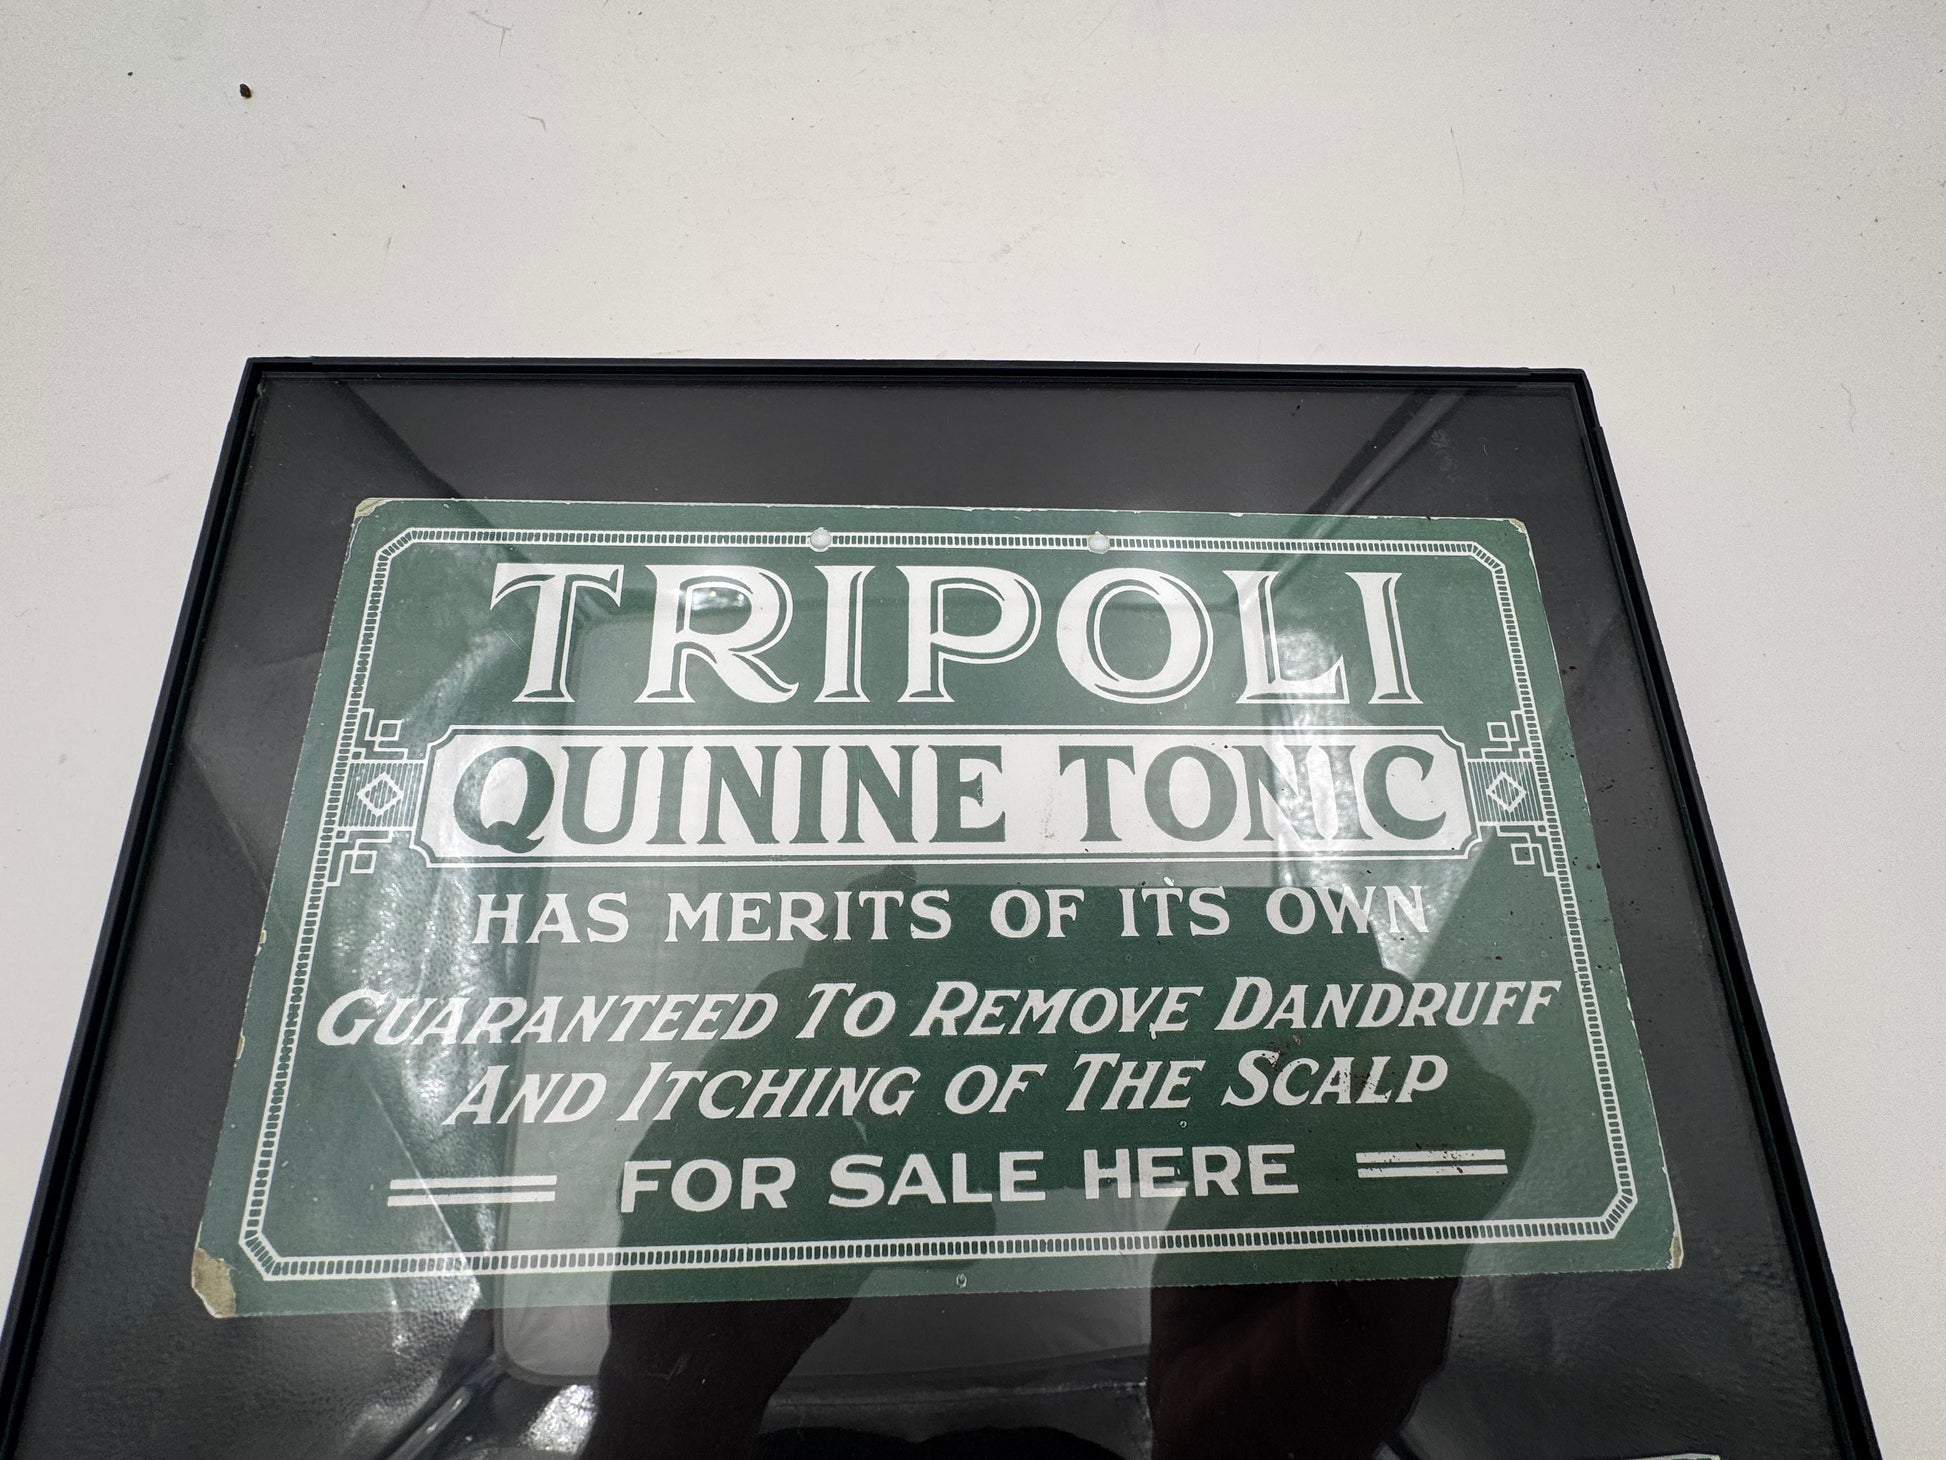 TRIPOLI
QUININE TONIC
HAS MERITS OF IT'S OWN
GUARANTEED TO REMOVE DANDRUFF
AND ITCHING OF THE SCALP
FOR SALE HERE